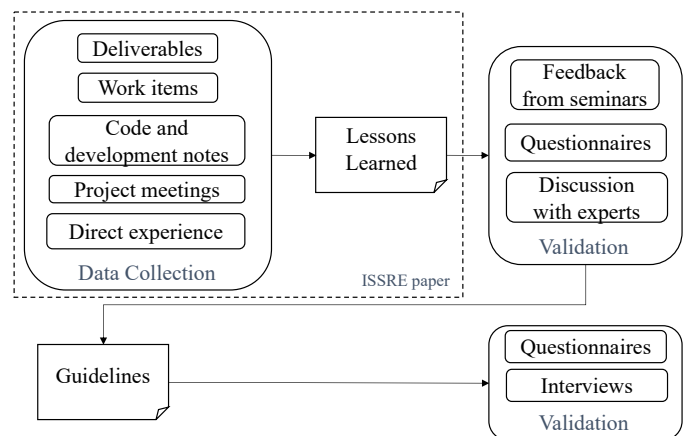 Deliverables
Work items
Code and
development notes
Project meetings
Direct experience
Data Collection
Lessons
Learned
ISSRE paper
Feedback
from seminars
Questionnaires
Discussion
with experts
Validation
Guidelines
Questionnaires
Interviews
Validation